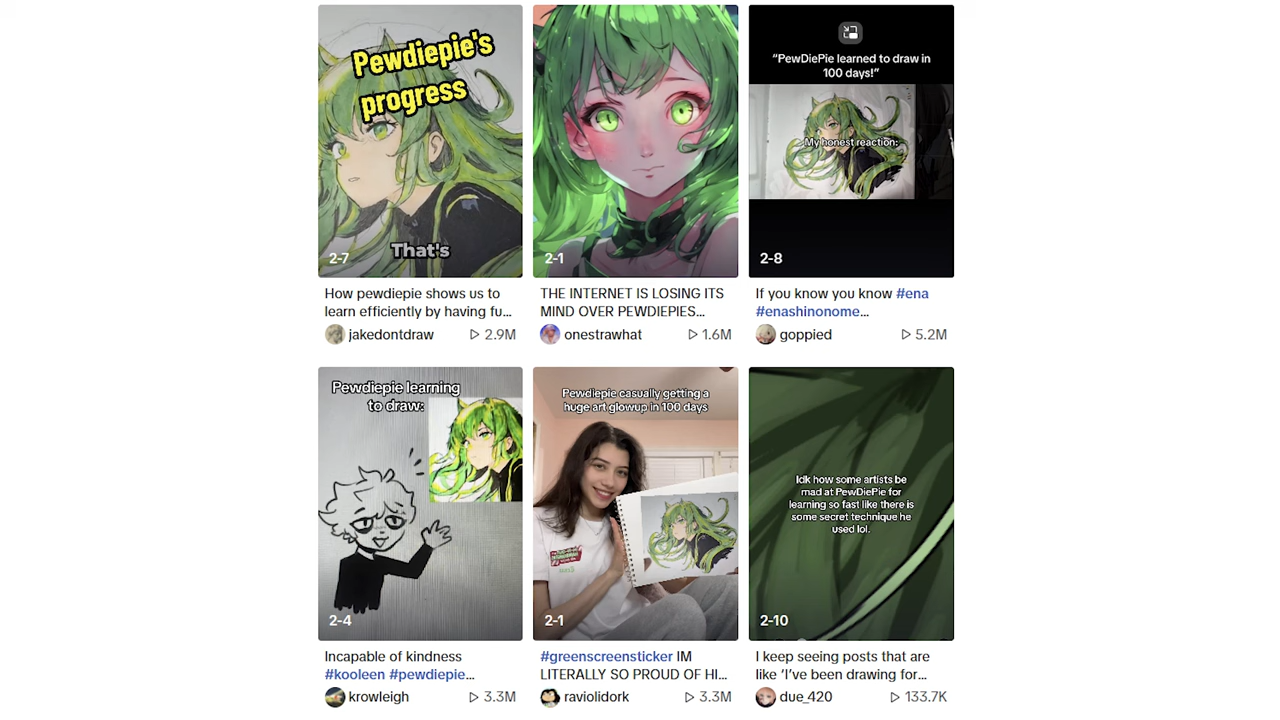 Pewdiepie's
progress
That's
2-7
How pewdiepie shows us to
learn efficiently by having fu...
jakedontdraw 2.9M
2-1
THE INTERNET IS LOSING ITS
MIND OVER PEWDIEPIES...
onestrawhat 1.6M
“PewDiePie learned to draw in
100 days!”
My honest reaction:
2-8
If you know you know #ena
#enashinonome...
goppied 5.2M
Pewdiepie learning
to draw:
2-4
Incapable of kindness
#kooleen #pewdiepie...
krowleigh 3.3M
Pewdiepie casually getting a
huge art glowup in 100 days
2-1
#greenscreensticker IM
LITERALLY SO PROUD OF HI...
raviolidork 3.3M
Idk how some artists be
mad at PewDiePie for
learning so fast like there is
some secret technique he
used lol.
2-10
I keep seeing posts that are
like ‘I’ve been drawing for...
due_420 133.7K